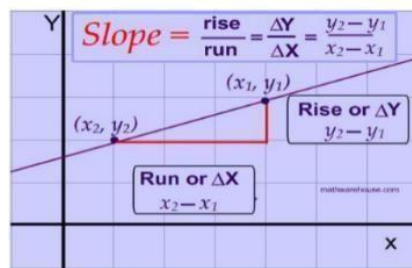 Y
Slope = rise/run = ΔY/ΔX = y₂ − y₁/x₂ − x₁
(x₁, y₁)
(x₂, y₂)
Rise or ΔY
y₂ − y₁
Run or ΔX
x₂ − x₁
mathwarehouse.com
X